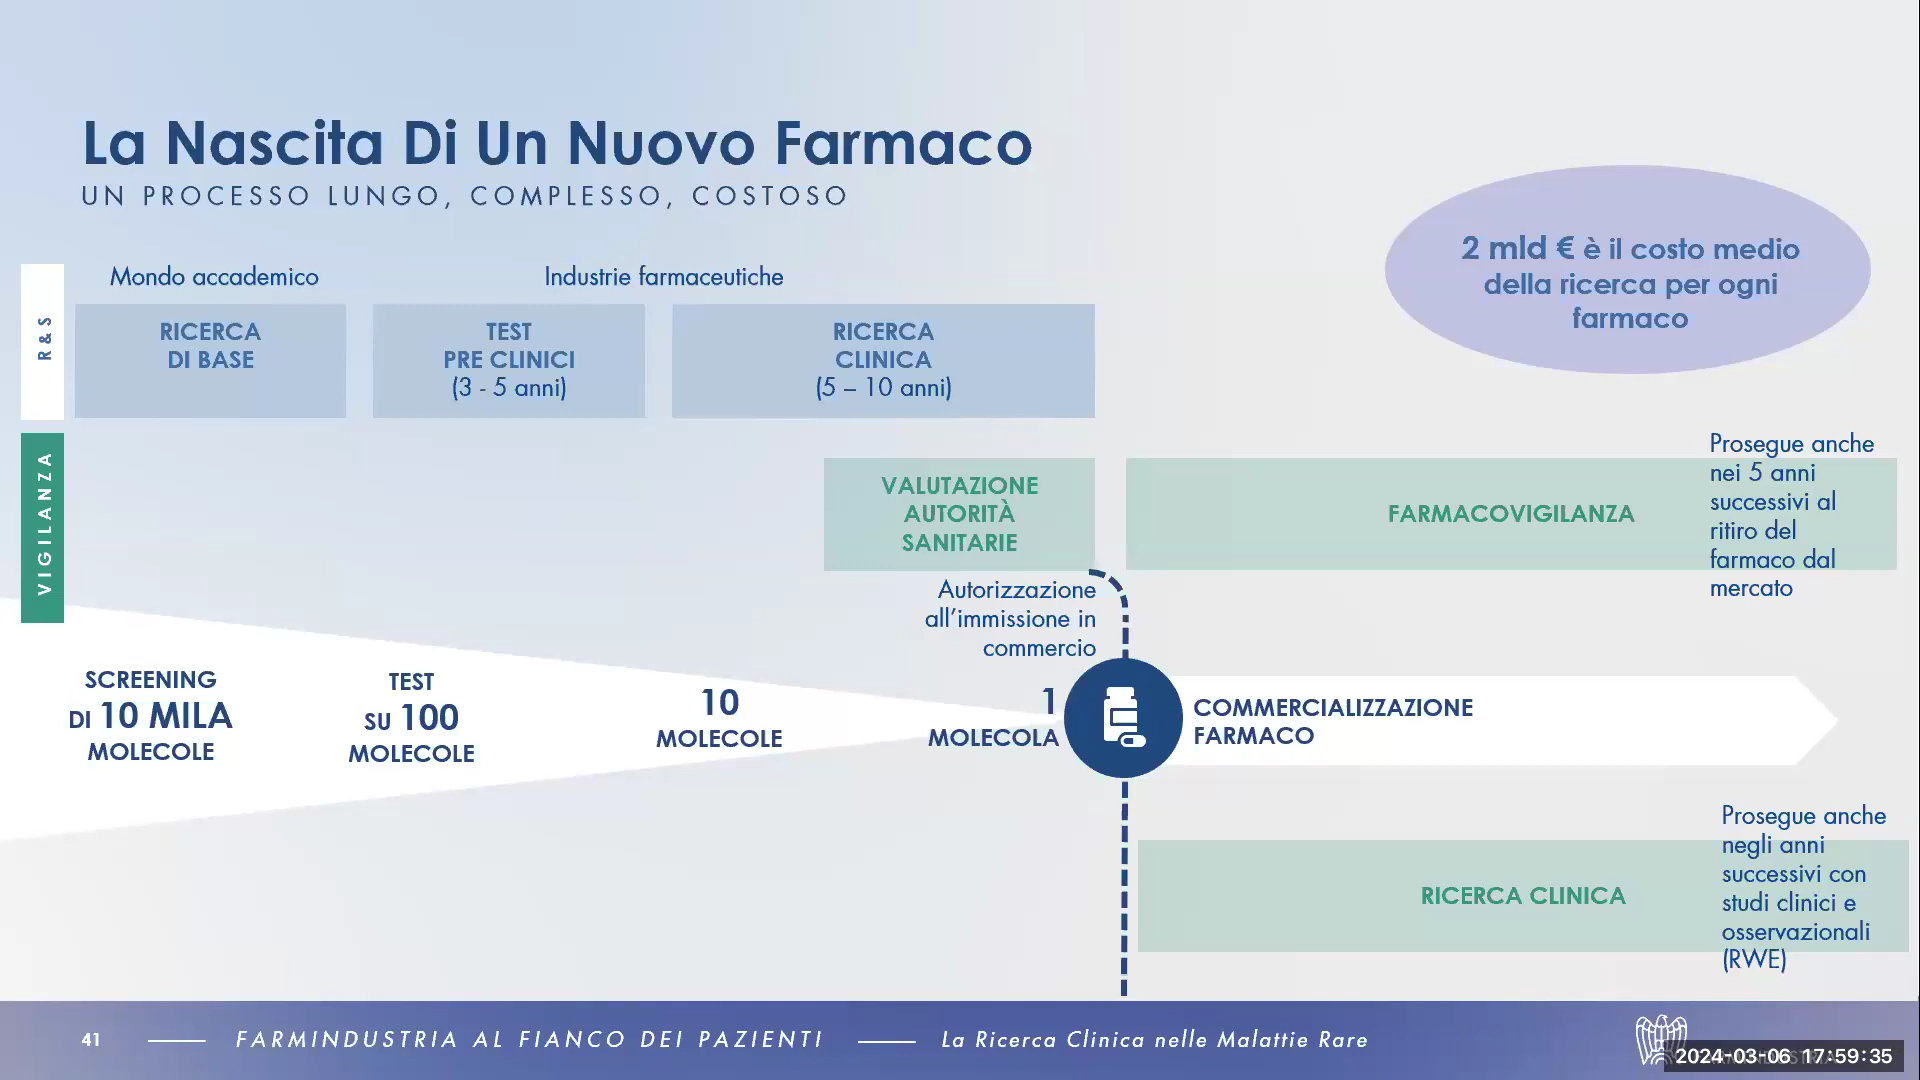 La Nascita Di Un Nuovo Farmaco
UN PROCESSO LUNGO, COMPLESSO, COSTOSO
2 mld € è il costo medio
della ricerca per ogni
farmaco
Mondo accademico
Industrie farmaceutiche
R&S
RICERCA
DI BASE
TEST
PRE CLINICI
(3 - 5 anni)
RICERCA
CLINICA
(5 – 10 anni)
VIGILANZA
VALUTAZIONE
AUTORITÀ
SANITARIE
FARMACOVIGILANZA
Prosegue anche
nei 5 anni
successivi al
ritiro del
farmaco dal
mercato
Autorizzazione
all’immissione in
commercio
SCREENING
DI 10 MILA
MOLECOLE
TEST
SU 100
MOLECOLE
10
MOLECOLE
1
MOLECOLA
COMMERCIALIZZAZIONE
FARMACO
RICERCA CLINICA
Prosegue anche
negli anni
successivi con
studi clinici e
osservazionali
(RWE)
41
FARMINDUSTRIA AL FIANCO DEI PAZIENTI
La Ricerca Clinica nelle Malattie Rare
2024-03-06 17:59:35